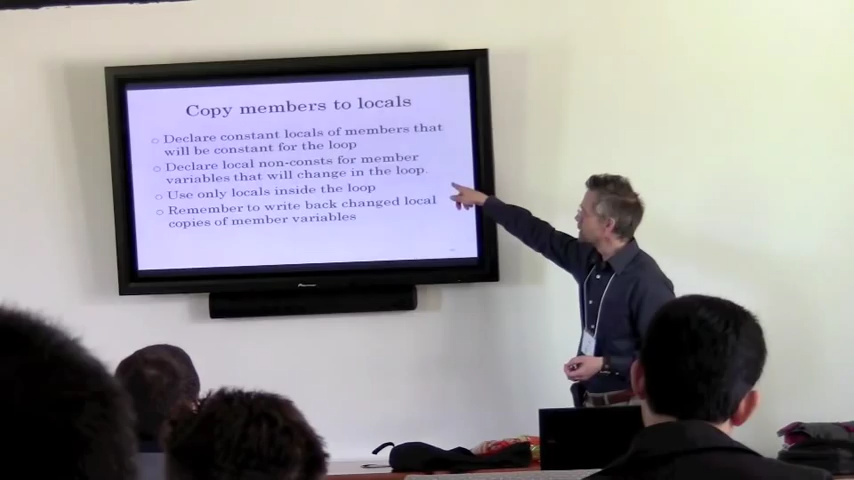 Copy members to locals
Declare constant locals of members that
will be constant for the loop
Declare local non-consts for member
variables that will change in the loop.
Use only locals inside the loop
Remember to write back changed local
copies of member variables
Pioneer